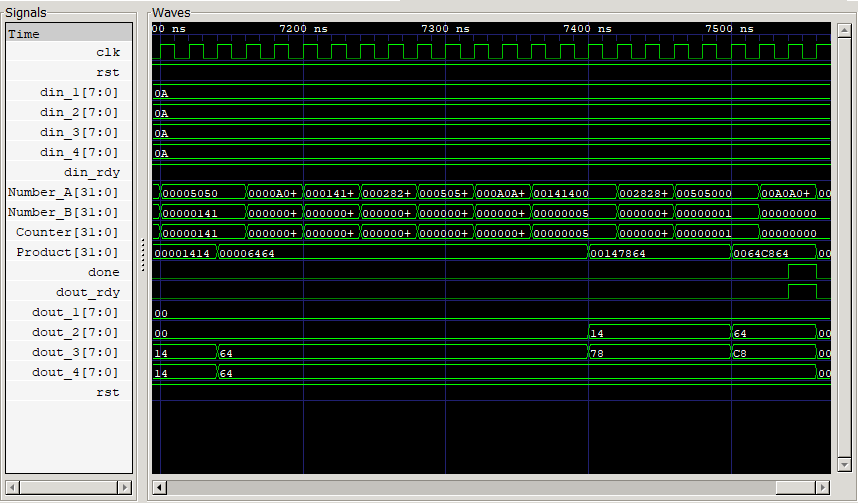 Signals
Waves
Time
00 ns 7200 ns 7300 ns 7400 ns 7500 ns
clk
rst
din_1[7:0] 0A
din_2[7:0] 0A
din_3[7:0] 0A
din_4[7:0] 0A
din_rdy
Number_A[31:0] 00005050 0000A0+ 000141+ 000282+ 000505+ 000A0A+ 00141400 002828+ 00505000 00A0A0+ 00
Number_B[31:0] 00000141 000000+ 000000+ 000000+ 000000+ 000000+ 00000005 000000+ 00000001 00000000
Counter[31:0] 00000141 000000+ 000000+ 000000+ 000000+ 000000+ 00000005 000000+ 00000001 00000000
Product[31:0] 00001414 00006464 00147864 0064C864 00
done
dout_rdy
dout_1[7:0] 00
dout_2[7:0] 00 14 64 00
dout_3[7:0] 14 64 78 C8 00
dout_4[7:0] 14 64 00
rst